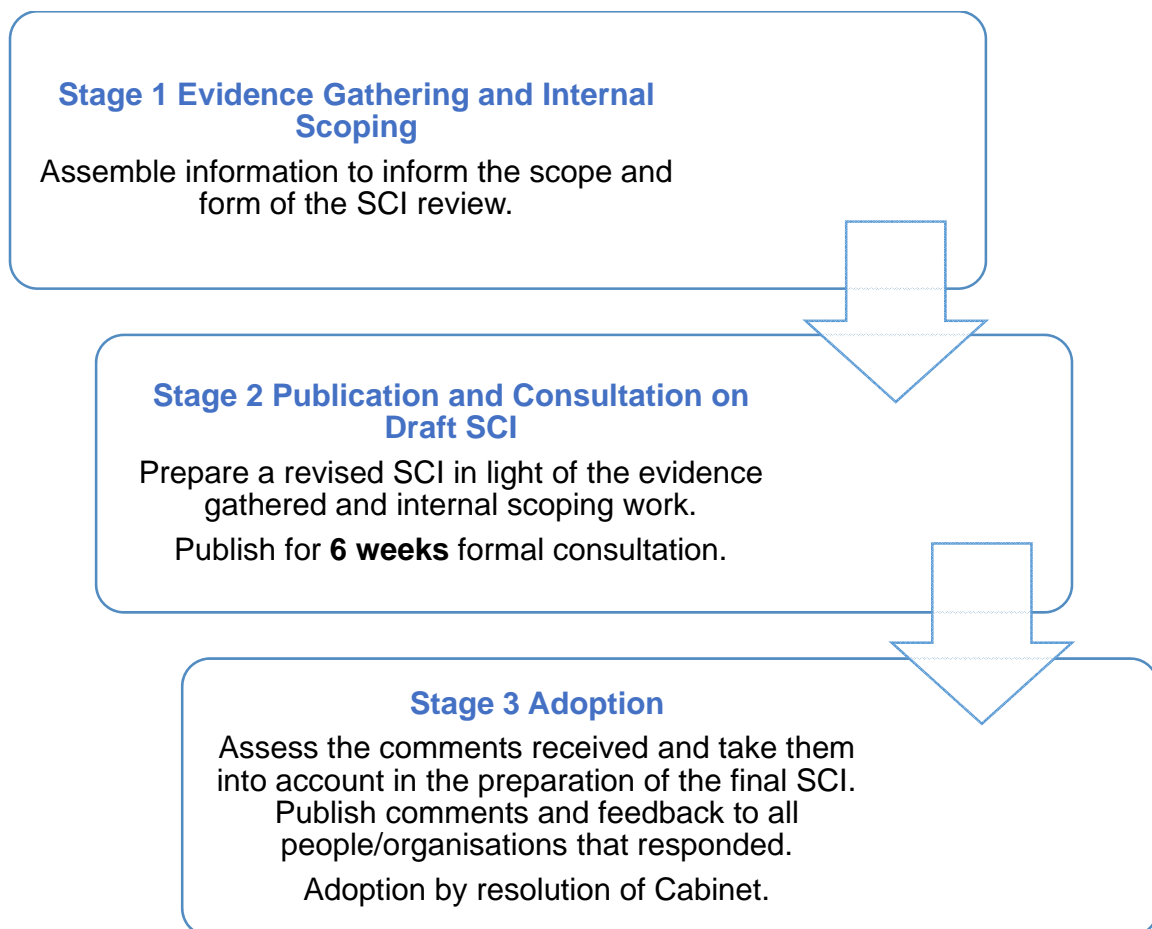 Stage 1 Evidence Gathering and Internal
Scoping
Assemble information to inform the scope and
form of the SCI review.
Stage 2 Publication and Consultation on
Draft SCI
Prepare a revised SCI in light of the evidence
gathered and internal scoping work.
Publish for 6 weeks formal consultation.
Stage 3 Adoption
Assess the comments received and take them
into account in the preparation of the final SCI.
Publish comments and feedback to all
people/organisations that responded.
Adoption by resolution of Cabinet.